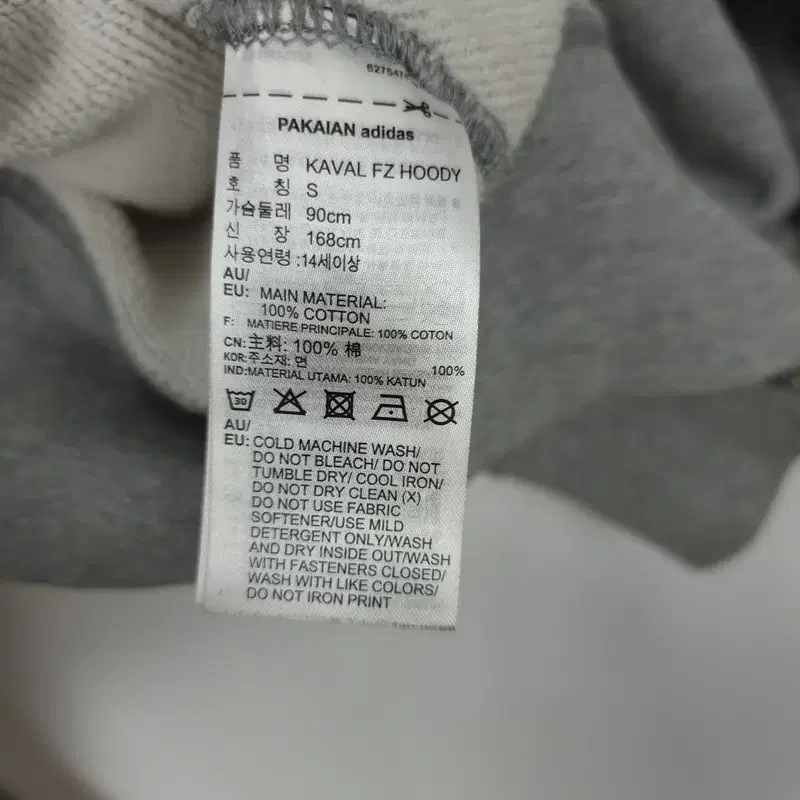 PAKAIAN adidas
품 명 KAVAL FZ HOODY
호 칭 S
가슴둘레 90cm
신 장 168cm
사용연령 :14세이상
AU/
EU: MAIN MATERIAL:
100% COTTON
F: MATIERE PRINCIPALE: 100% COTON
CN:主料: 100% 棉
KOR:주소재: 면 100%
IND:MATERIAL UTAMA: 100% KATUN
30
AU/
EU: COLD MACHINE WASH/
DO NOT BLEACH/ DO NOT
TUMBLE DRY/ COOL IRON/
DO NOT DRY CLEAN (X)
DO NOT USE FABRIC
SOFTENER/USE MILD
DETERGENT ONLY/WASH
AND DRY INSIDE OUT/WASH
WITH FASTENERS CLOSED/
WASH WITH LIKE COLORS/
DO NOT IRON PRINT